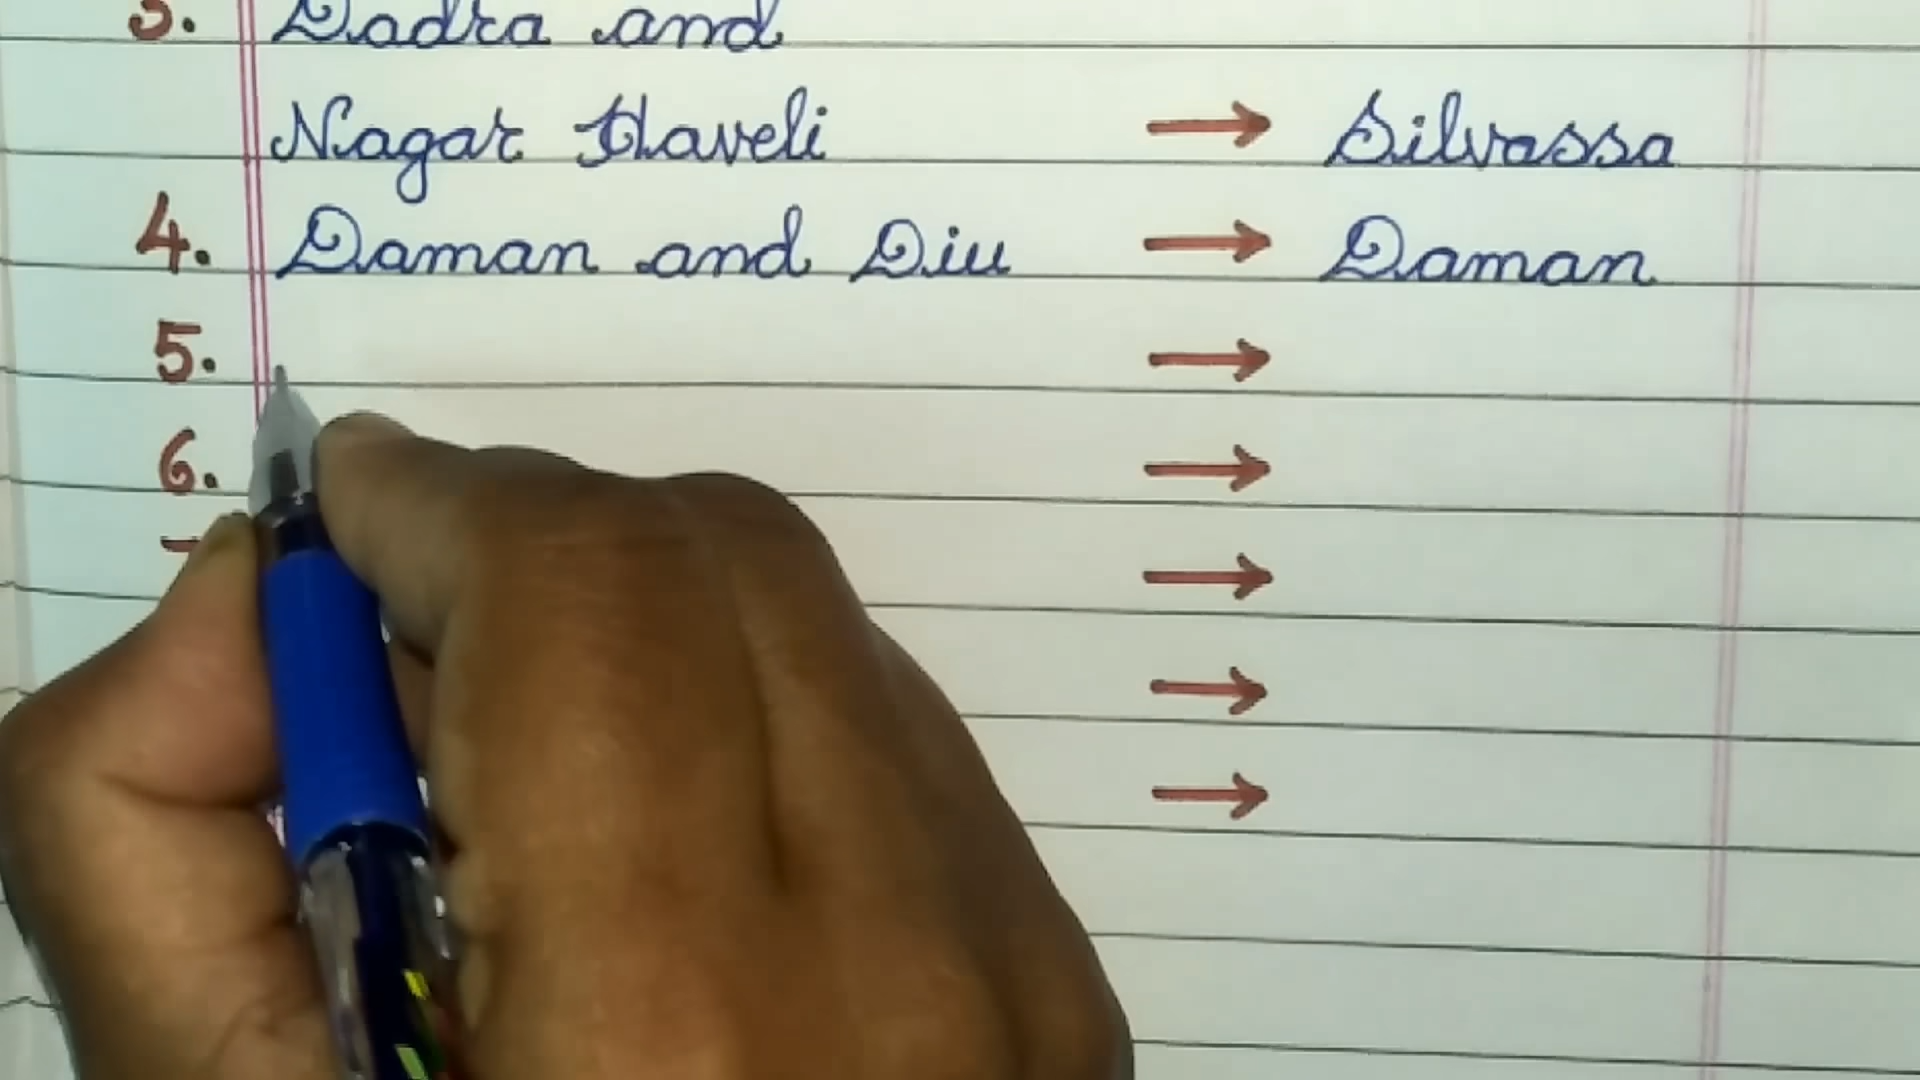 3. Dadra and
Nagar Haveli → Silvassa
4. Daman and Diu → Daman
5. →
6. →
→
→
→